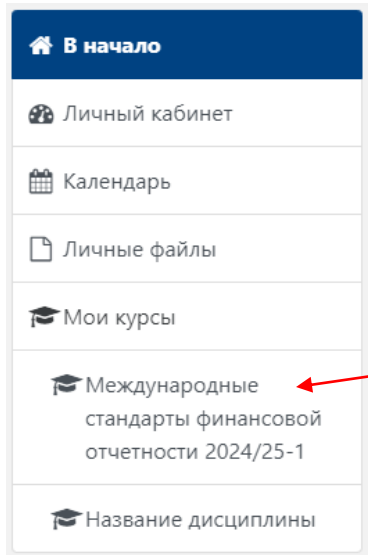 В начало
Личный кабинет
Календарь
Личные файлы
Мои курсы
Международные
стандарты финансовой
отчетности 2024/25-1
Название дисциплины